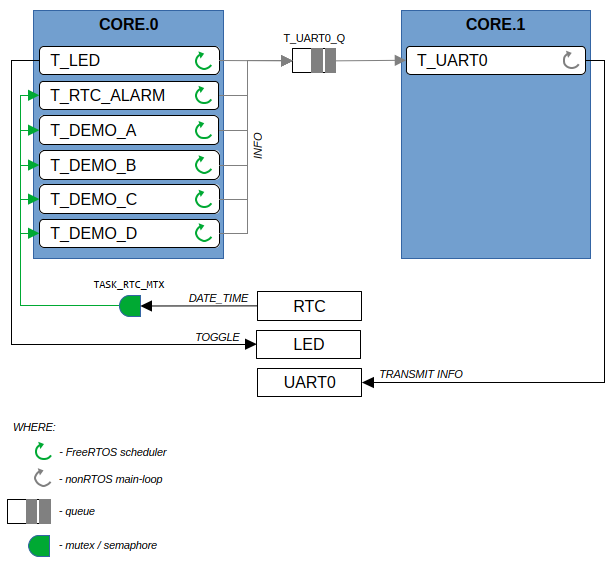 CORE.0
CORE.1
T_UART0_Q
T_LED
T_UART0
T_RTC_ALARM
T_DEMO_A
INFO
T_DEMO_B
T_DEMO_C
T_DEMO_D
TASK_RTC_MTX
DATE_TIME
RTC
TOGGLE
LED
UART0
TRANSMIT INFO
WHERE:
- FreeRTOS scheduler
- nonRTOS main-loop
- queue
- mutex / semaphore